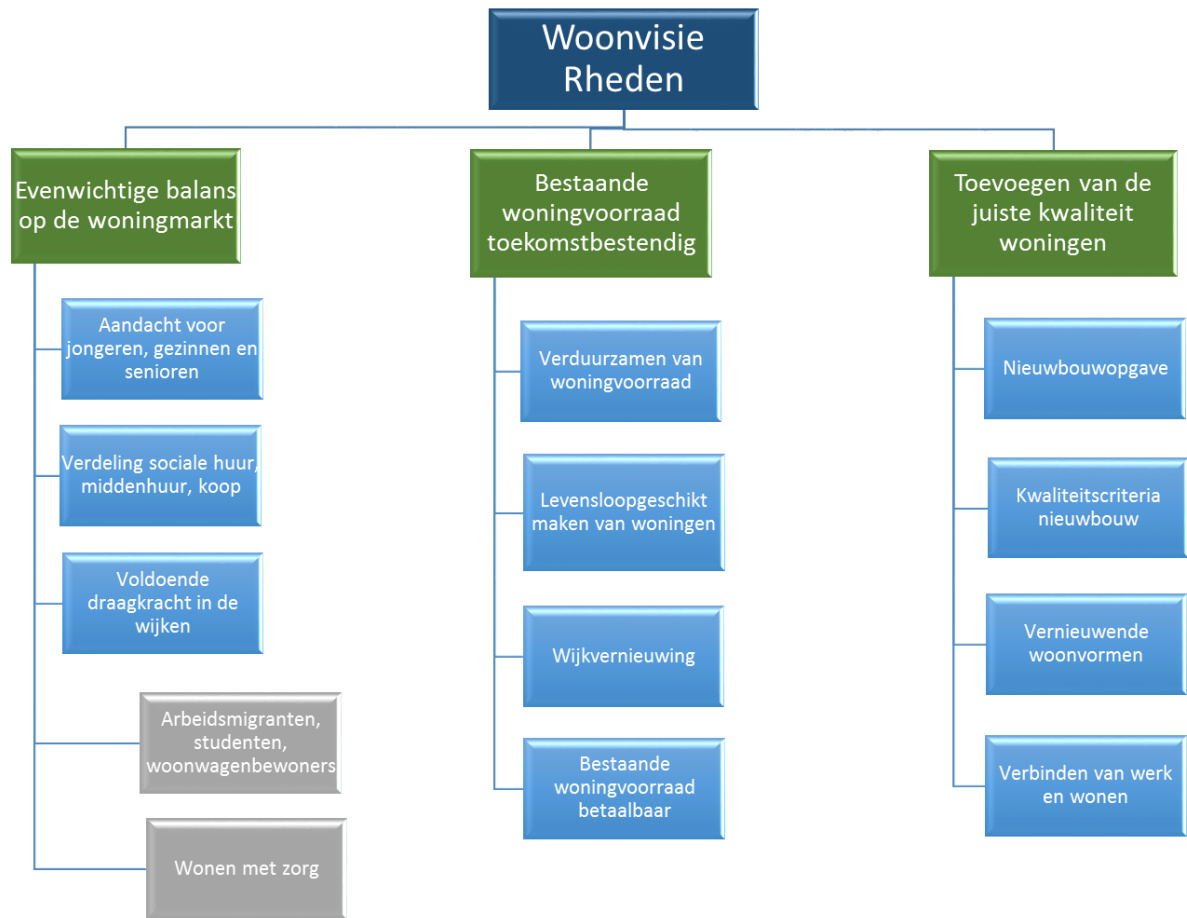 Woonvisie
Rheden
Evenwichtige balans
op de woningmarkt
Aandacht voor
jongeren, gezinnen en
senioren
Verdeling sociale huur,
middenhuur, koop
Voldoende
draagkracht in de
wijken
Arbeidsmigranten,
studenten,
woonwagenbewoners
Wonen met zorg
Bestaande
woningvoorraad
toekomstbestendig
Verduurzamen van
woningvoorraad
Levensloopgeschikt
maken van woningen
Wijkvernieuwing
Bestaande
woningvoorraad
betaalbaar
Toevoegen van de
juiste kwaliteit
woningen
Nieuwbouwopgave
Kwaliteitscriteria
nieuwbouw
Vernieuwende
woonvormen
Verbinden van werk
en wonen